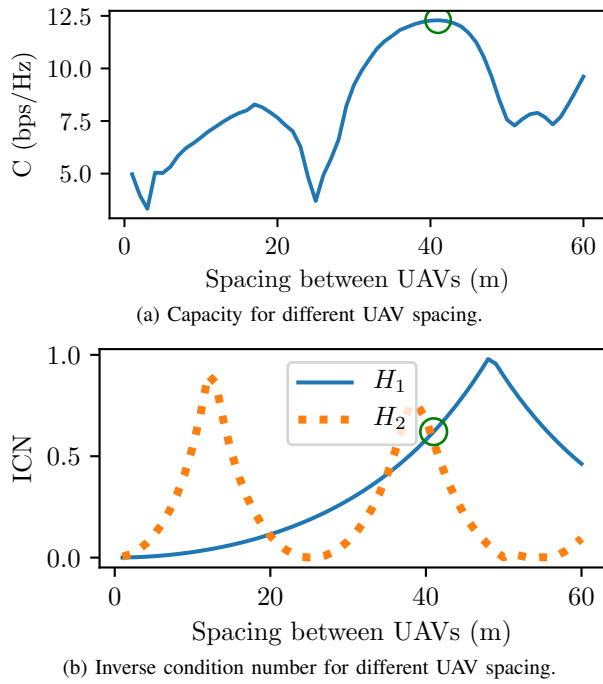 12.5
10.0
7.5
5.0
C (bps/Hz)
0 20 40 60
Spacing between UAVs (m)
(a) Capacity for different UAV spacing.
1.0
0.5
0.0
ICN
H₁
H₂
0 20 40 60
Spacing between UAVs (m)
(b) Inverse condition number for different UAV spacing.